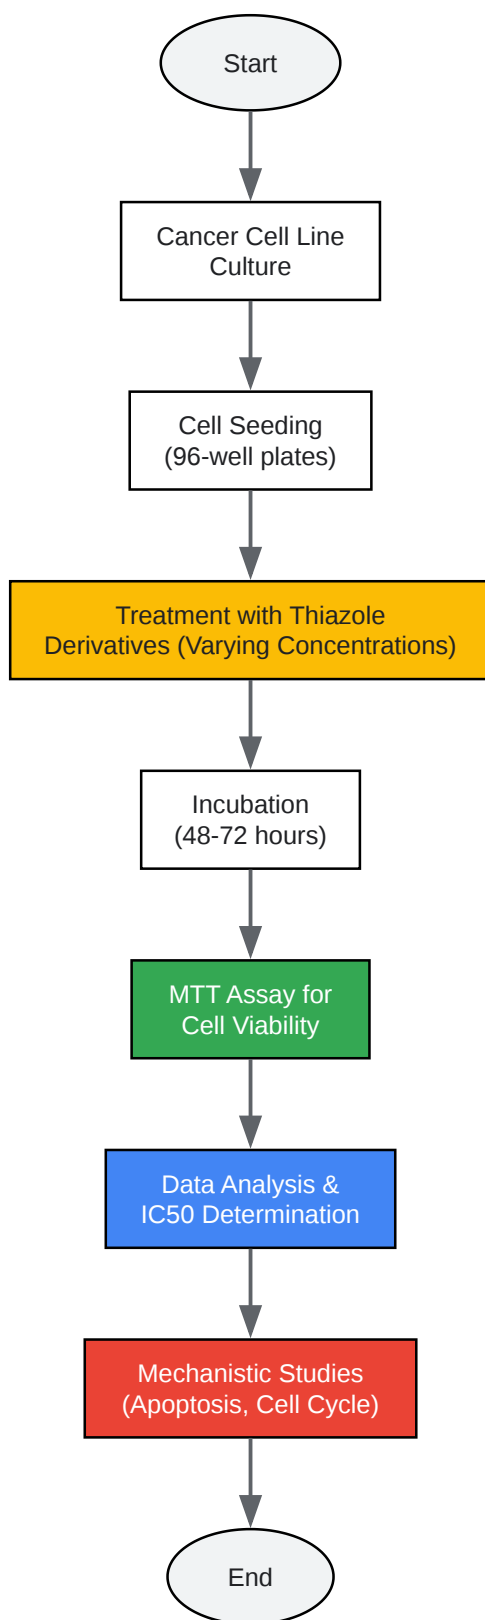 Start
Cancer Cell Line
Culture
Cell Seeding
(96-well plates)
Treatment with Thiazole
Derivatives (Varying Concentrations)
Incubation
(48-72 hours)
MTT Assay for
Cell Viability
Data Analysis &
IC50 Determination
Mechanistic Studies
(Apoptosis, Cell Cycle)
End